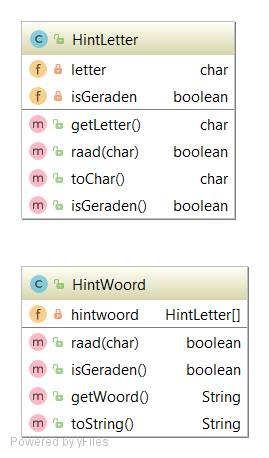 HintLetter
letter char
isGeraden boolean
getLetter() char
raad(char) boolean
toChar() char
isGeraden() boolean
HintWoord
hintwoord HintLetter[]
raad(char) boolean
isGeraden() boolean
getWoord() String
toString() String
Powered by yFiles